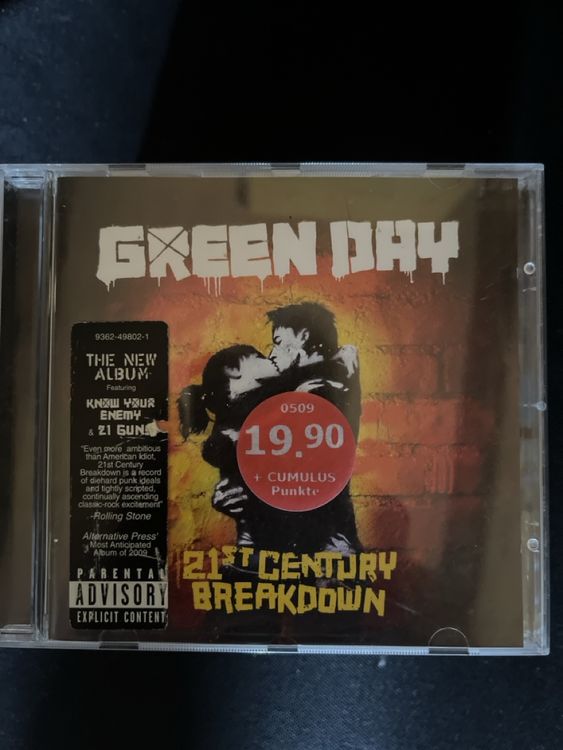 GREEN DAY
9362-49802-1
THE NEW
ALBUM
Featuring
KNOW YOUR
ENEMY
& 21 GUNS
"Even more ambitious
than American Idiot,
21st Century
Breakdown is a record
of diehard punk ideals
and tightly scripted,
continually ascending
classic-rock excitement"
-Rolling Stone
Alternative Press'
Most Anticipated
Album of 2009
PARENTAL
ADVISORY
EXPLICIT CONTENT
0509
19.90
+ CUMULUS
Punkte
21ST CENTURY
BREAKDOWN